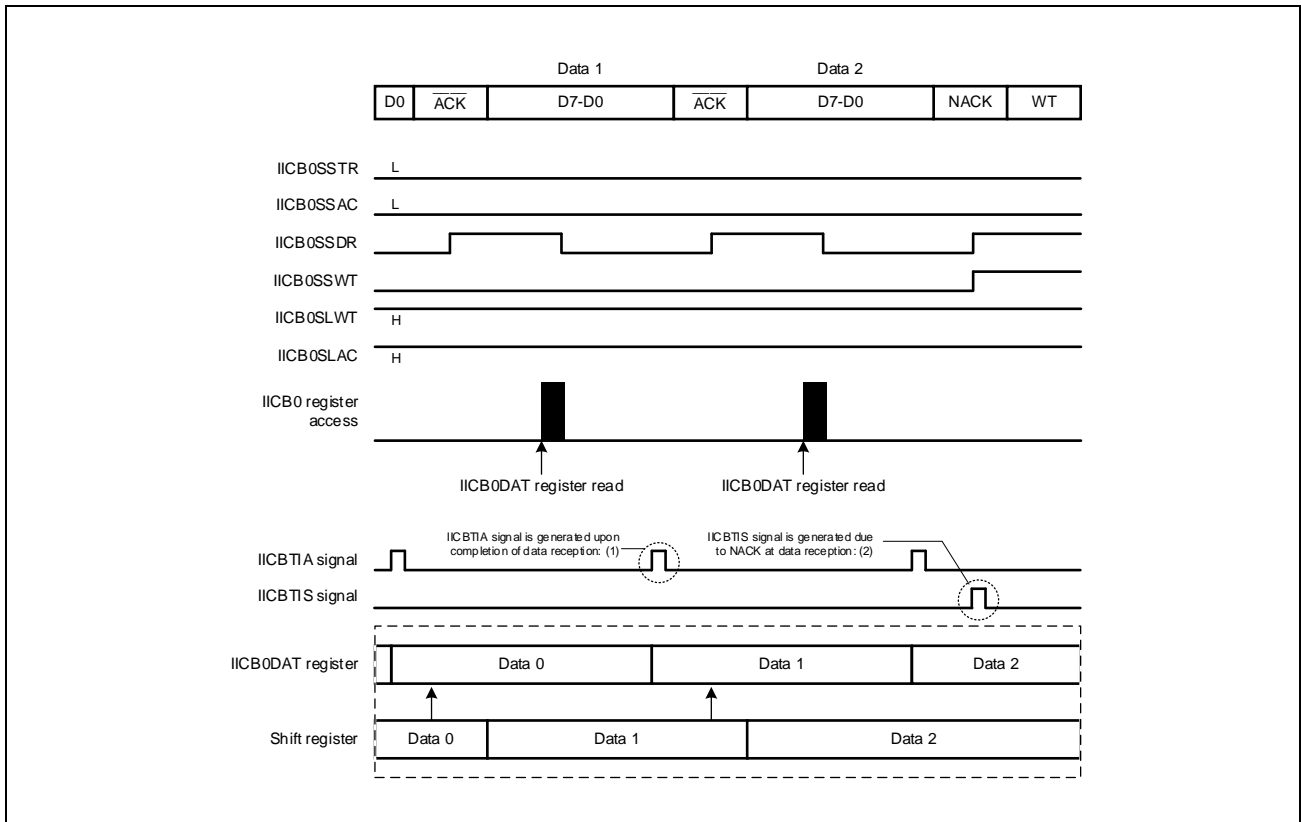 Data 1 Data 2
D0 ACK D7-D0 ACK D7-D0 NACK WT
IICB0SSTR L
IICB0SSAC L
IICB0SSDR
IICB0SSWT
IICB0SLWT H
IICB0SLAC H
IICB0 register
access
IICB0DAT register read IICB0DAT register read
IICBTIA signal is generated upon
completion of data reception: (1)
IICBTIS signal is generated due
to NACK at data reception: (2)
IICBTIA signal
IICBTIS signal
IICB0DAT register Data 0 Data 1 Data 2
Shift register Data 0 Data 1 Data 2